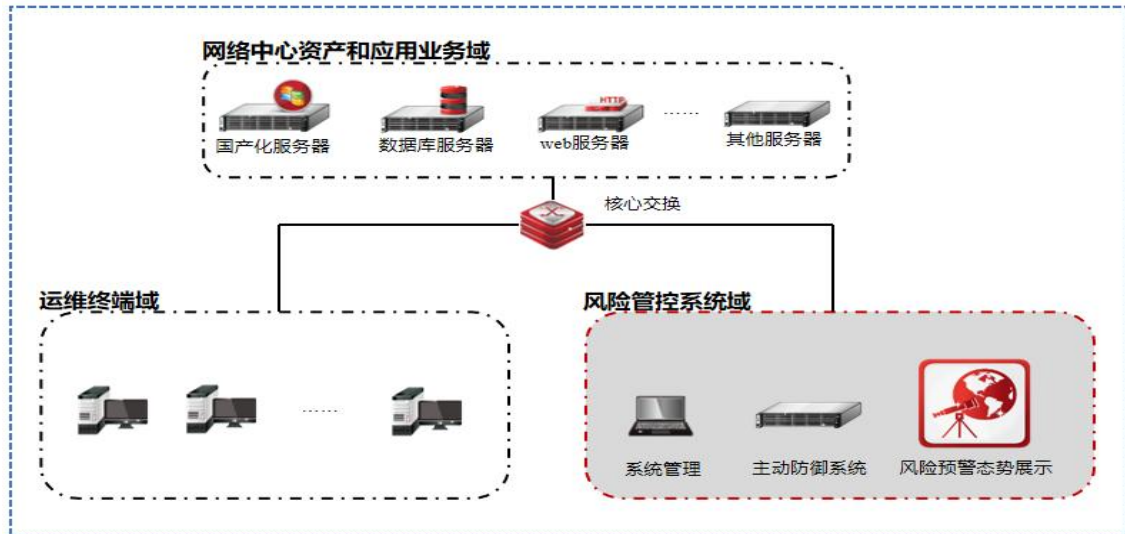 网络中心资产和应用业务域
HTTP
国产化服务器
数据库服务器
web服务器
……
其他服务器
核心交换
运维终端域
……
风险管控系统域
系统管理
主动防御系统
风险预警态势展示